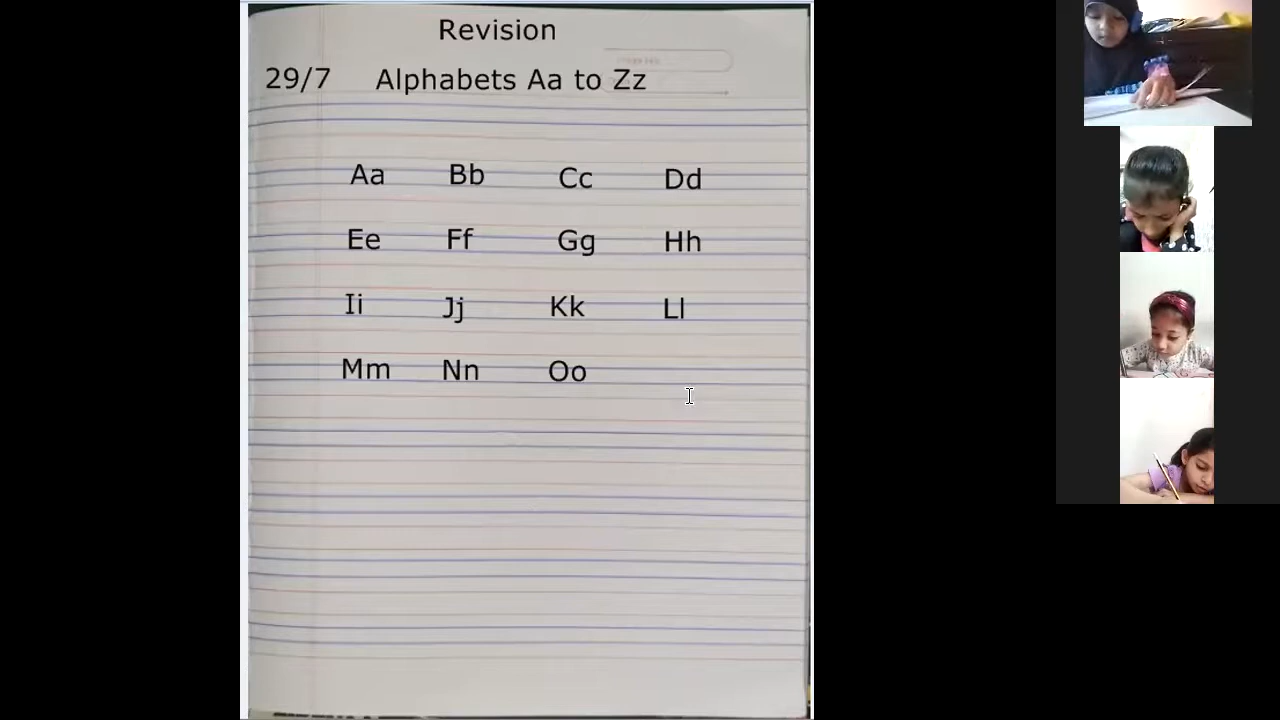 Revision
29/7 Alphabets Aa to Zz
Aa Bb Cc Dd
Ee Ff Gg Hh
Ii Jj Kk Ll
Mm Nn Oo